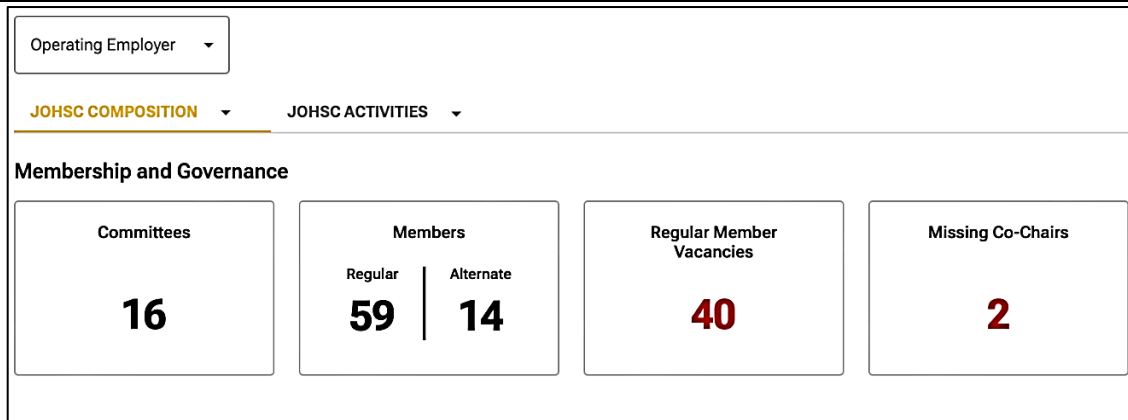 Operating Employer
JOHSC COMPOSITION JOHSC ACTIVITIES
Membership and Governance
Committees
16
Members
Regular Alternate
59 14
Regular Member
Vacancies
40
Missing Co-Chairs
2